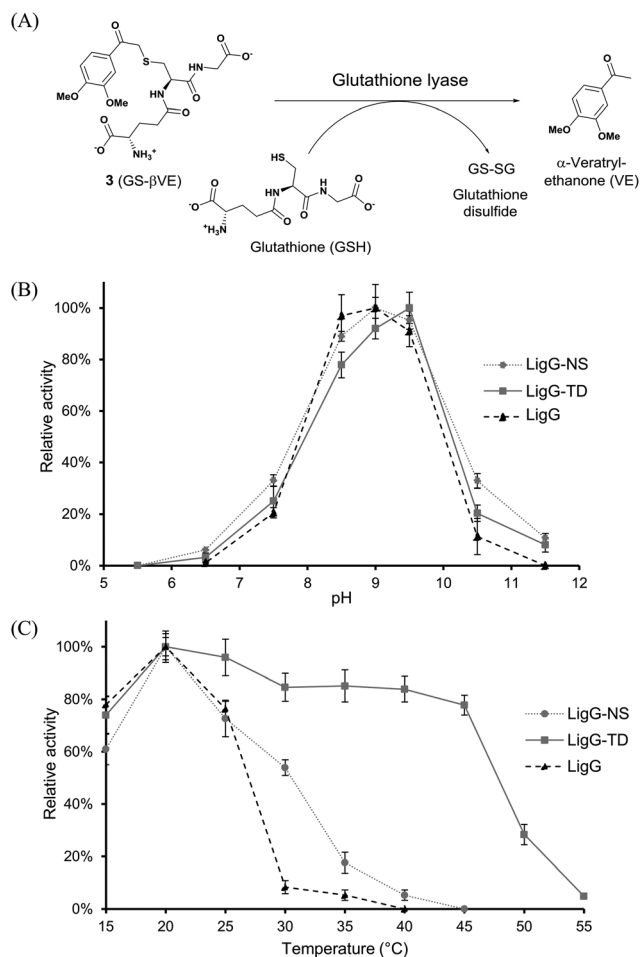 (A)
O
O
O-
S
HN
O
MeO
OMe
HN
O
O
-O
NH3+
3 (GS-βVE)
Glutathione lyase
HS
O
-O
+H3N
O
H
N
O
H
N
O
O-
Glutathione (GSH)
GS-SG
Glutathione
disulfide
O
MeO
OMe
α-Veratryl-
ethanone (VE)
(B)
Relative activity
100%
80%
60%
40%
20%
0%
5 6 7 8 9 10 11 12
pH
LigG-NS
LigG-TD
LigG
(C)
Relative activity
100%
80%
60%
40%
20%
0%
15 20 25 30 35 40 45 50 55
Temperature (°C)
LigG-NS
LigG-TD
LigG